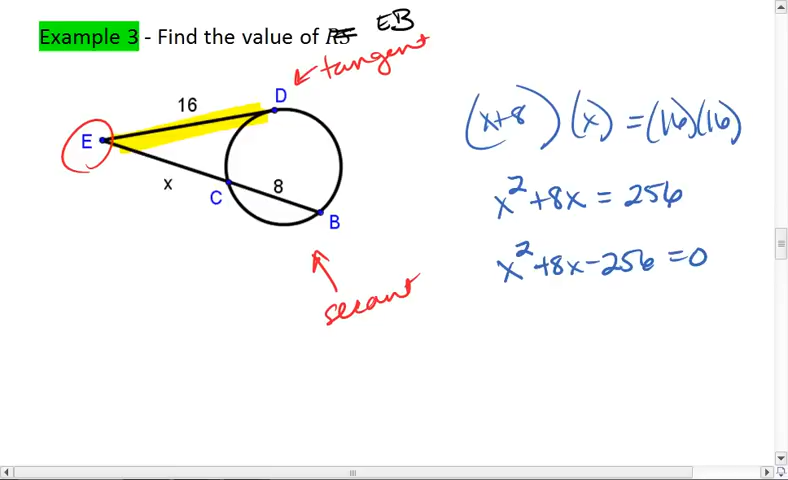 Example 3 - Find the value of RS EB
tangent
16
D
E
x
8
C
B
secant
(x+8)(x) = (16)(16)
x² + 8x = 256
x² + 8x - 256 = 0